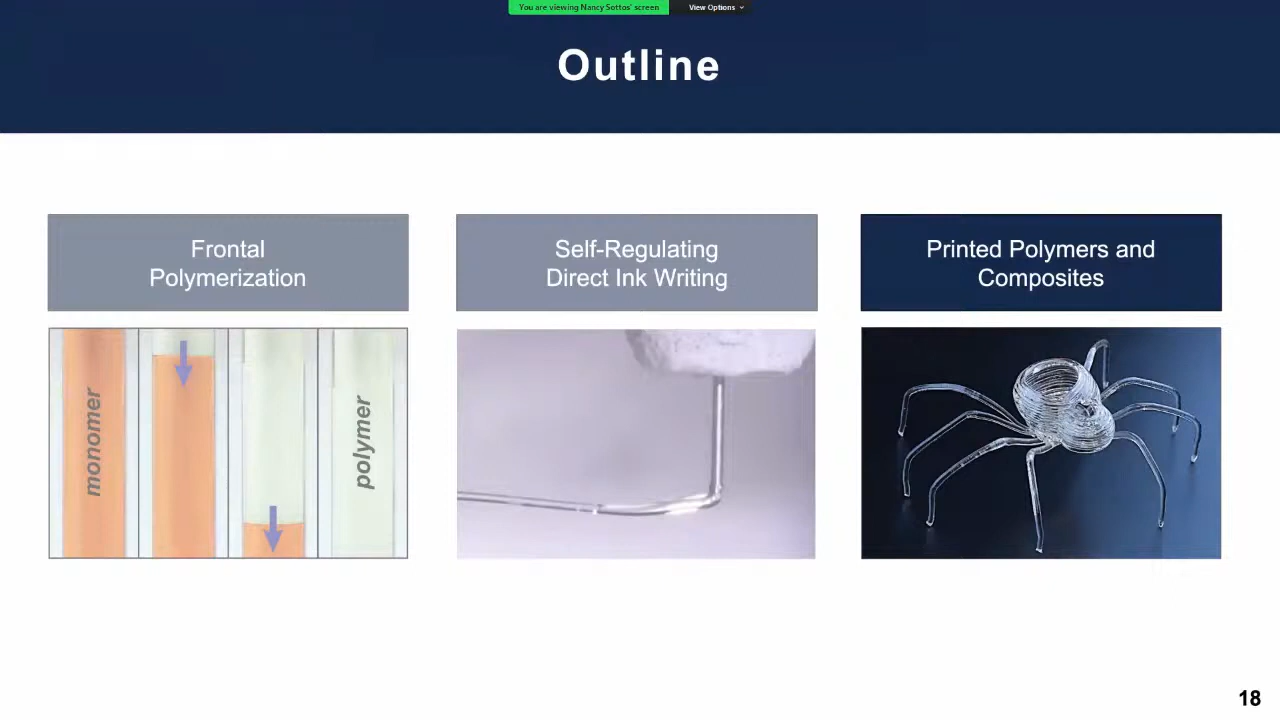 You are viewing Nancy Sottos' screen View Options
Outline
Frontal
Polymerization
Self-Regulating
Direct Ink Writing
Printed Polymers and
Composites
monomer
polymer
18